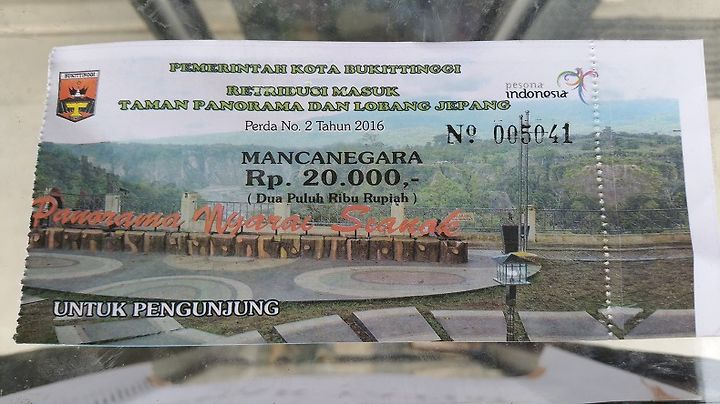 BUKITTINGGI
PEMERINTAH KOTA BUKITTINGGI
RETRIBUSI MASUK
TAMAN PANORAMA DAN LOBANG JEPANG
Perda No. 2 Tahun 2016
pesona
indonesia
Nº 005041
MANCANEGARA
Rp. 20.000,-
( Dua Puluh Ribu Rupiah )
Panorama Ngarai Sianok
UNTUK PENGUNJUNG